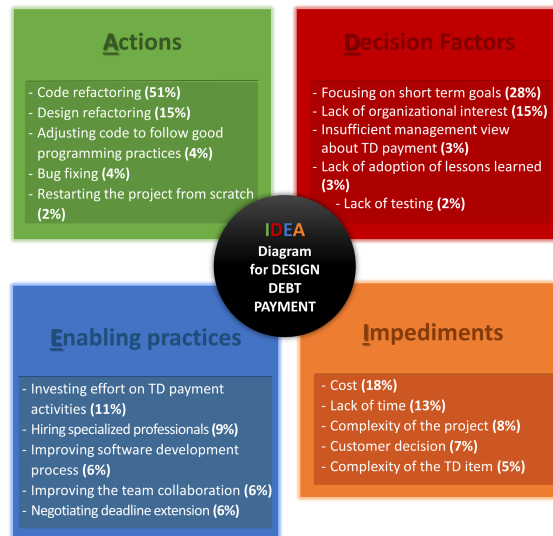 Actions
- Code refactoring (51%)
- Design refactoring (15%)
- Adjusting code to follow good
programming practices (4%)
- Bug fixing (4%)
- Restarting the project from scratch
(2%)
Decision Factors
- Focusing on short term goals (28%)
- Lack of organizational interest (15%)
- Insufficient management view
about TD payment (3%)
- Lack of adoption of lessons learned
(3%)
- Lack of testing (2%)
IDEA
Diagram
for DESIGN
DEBT
PAYMENT
Enabling practices
- Investing effort on TD payment
activities (11%)
- Hiring specialized professionals (9%)
- Improving software development
process (6%)
- Improving the team collaboration (6%)
- Negotiating deadline extension (6%)
Impediments
- Cost (18%)
- Lack of time (13%)
- Complexity of the project (8%)
- Customer decision (7%)
- Complexity of the TD item (5%)